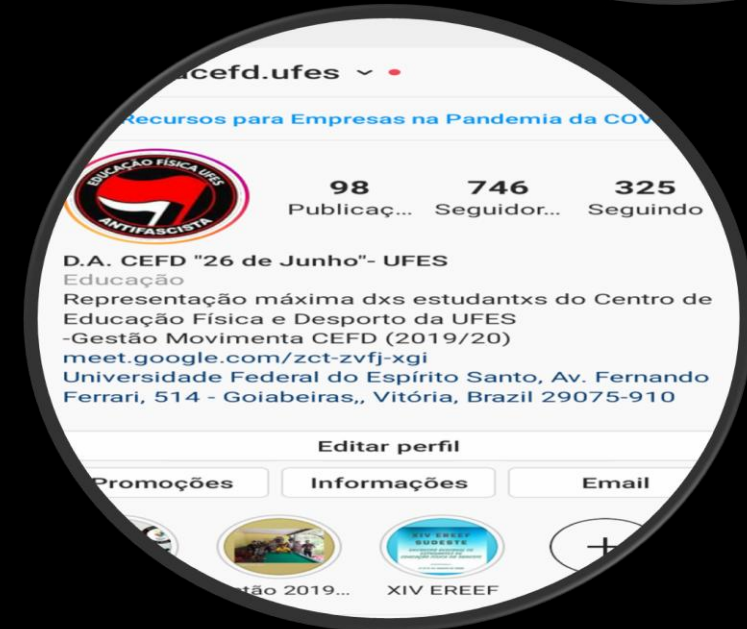 acefd.ufes
Recursos para Empresas na Pandemia da COV
EDUCAÇÃO FÍSICA UFES
ANTIFASCISTA
98 746 325
Publicaç... Seguidor... Seguindo
D.A. CEFD "26 de Junho"- UFES
Educação
Representação máxima dxs estudantxs do Centro de
Educação Física e Desporto da UFES
-Gestão Movimenta CEFD (2019/20)
meet.google.com/zct-zvfj-xgi
Universidade Federal do Espírito Santo, Av. Fernando
Ferrari, 514 - Goiabeiras,, Vitória, Brazil 29075-910
Editar perfil
Promoções Informações Email
XIV EREEF
SUDESTE
tão 2019... XIV EREEF